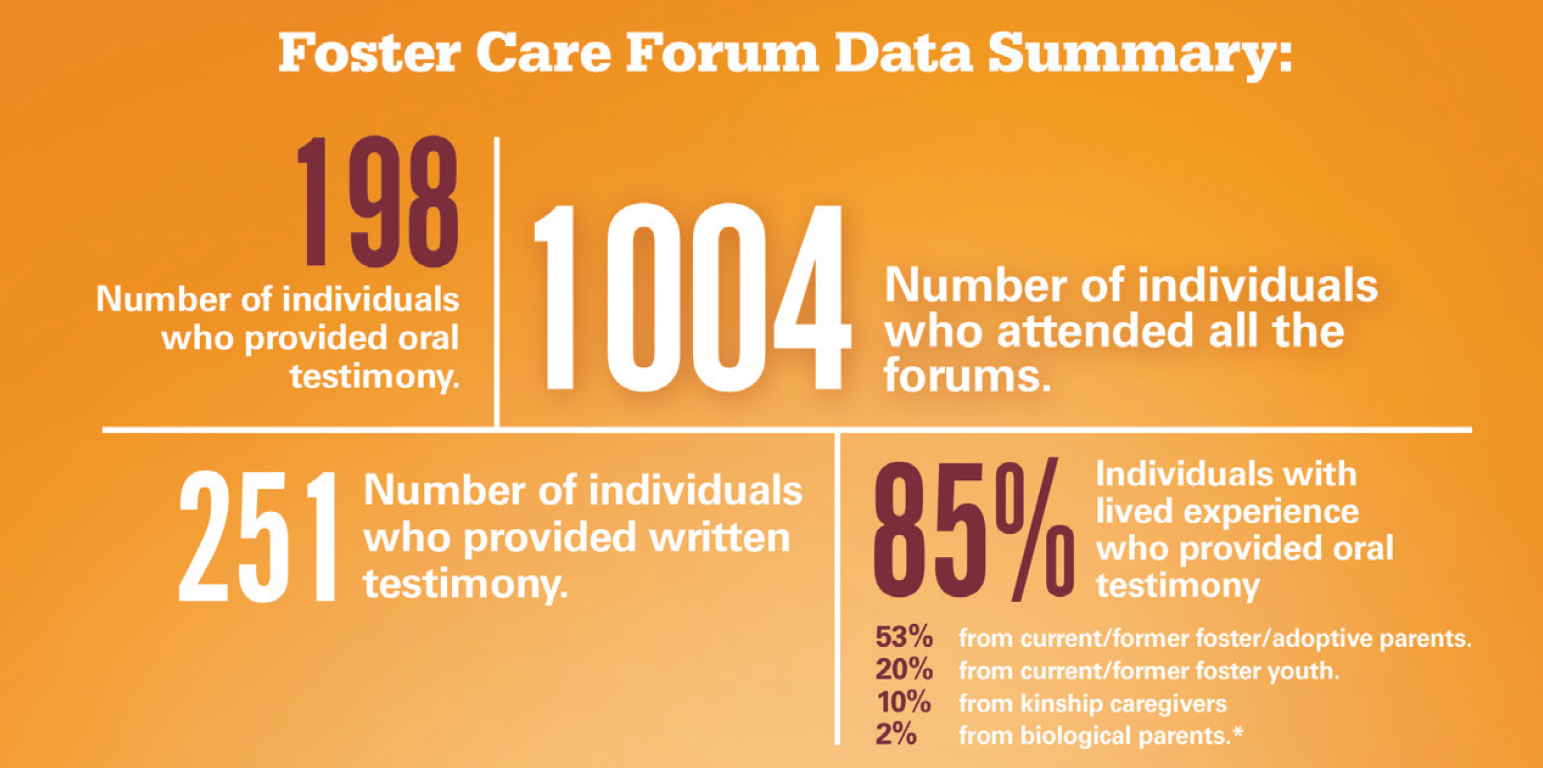 Foster Care Forum Data Summary:
198
Number of individuals
who provided oral
testimony.
1004
Number of individuals
who attended all the
forums.
251
Number of individuals
who provided written
testimony.
85%
Individuals with
lived experience
who provided oral
testimony
53% from current/former foster/adoptive parents.
20% from current/former foster youth.
10% from kinship caregivers
2% from biological parents.*